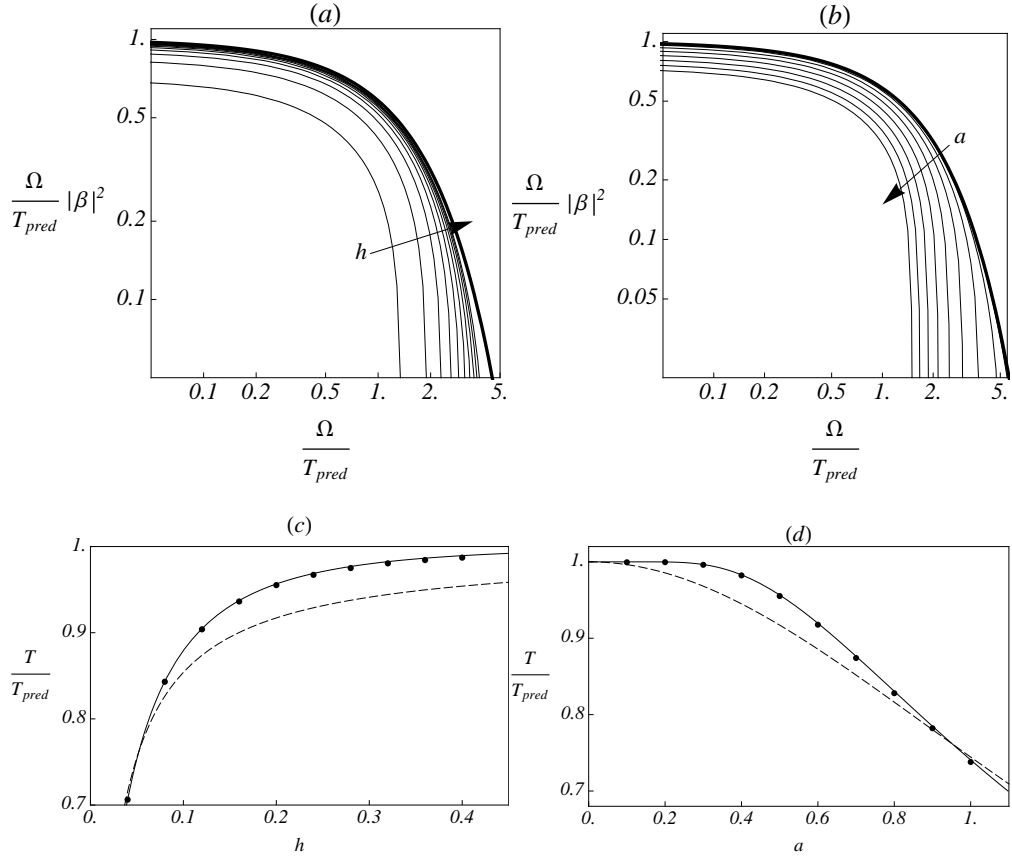 (a)
1.
0.5
0.2
0.1
Ω
T_pred |β|²
h
0.1 0.2 0.5 1. 2. 5.
Ω
T_pred
(b)
1.
0.5
0.2
0.1
0.05
Ω
T_pred |β|²
a
0.1 0.2 0.5 1. 2. 5.
Ω
T_pred
(c)
1.
0.9
0.8
0.7
T
T_pred
0. 0.1 0.2 0.3 0.4
h
(d)
1.
0.9
0.8
0.7
T
T_pred
0. 0.2 0.4 0.6 0.8 1.
a